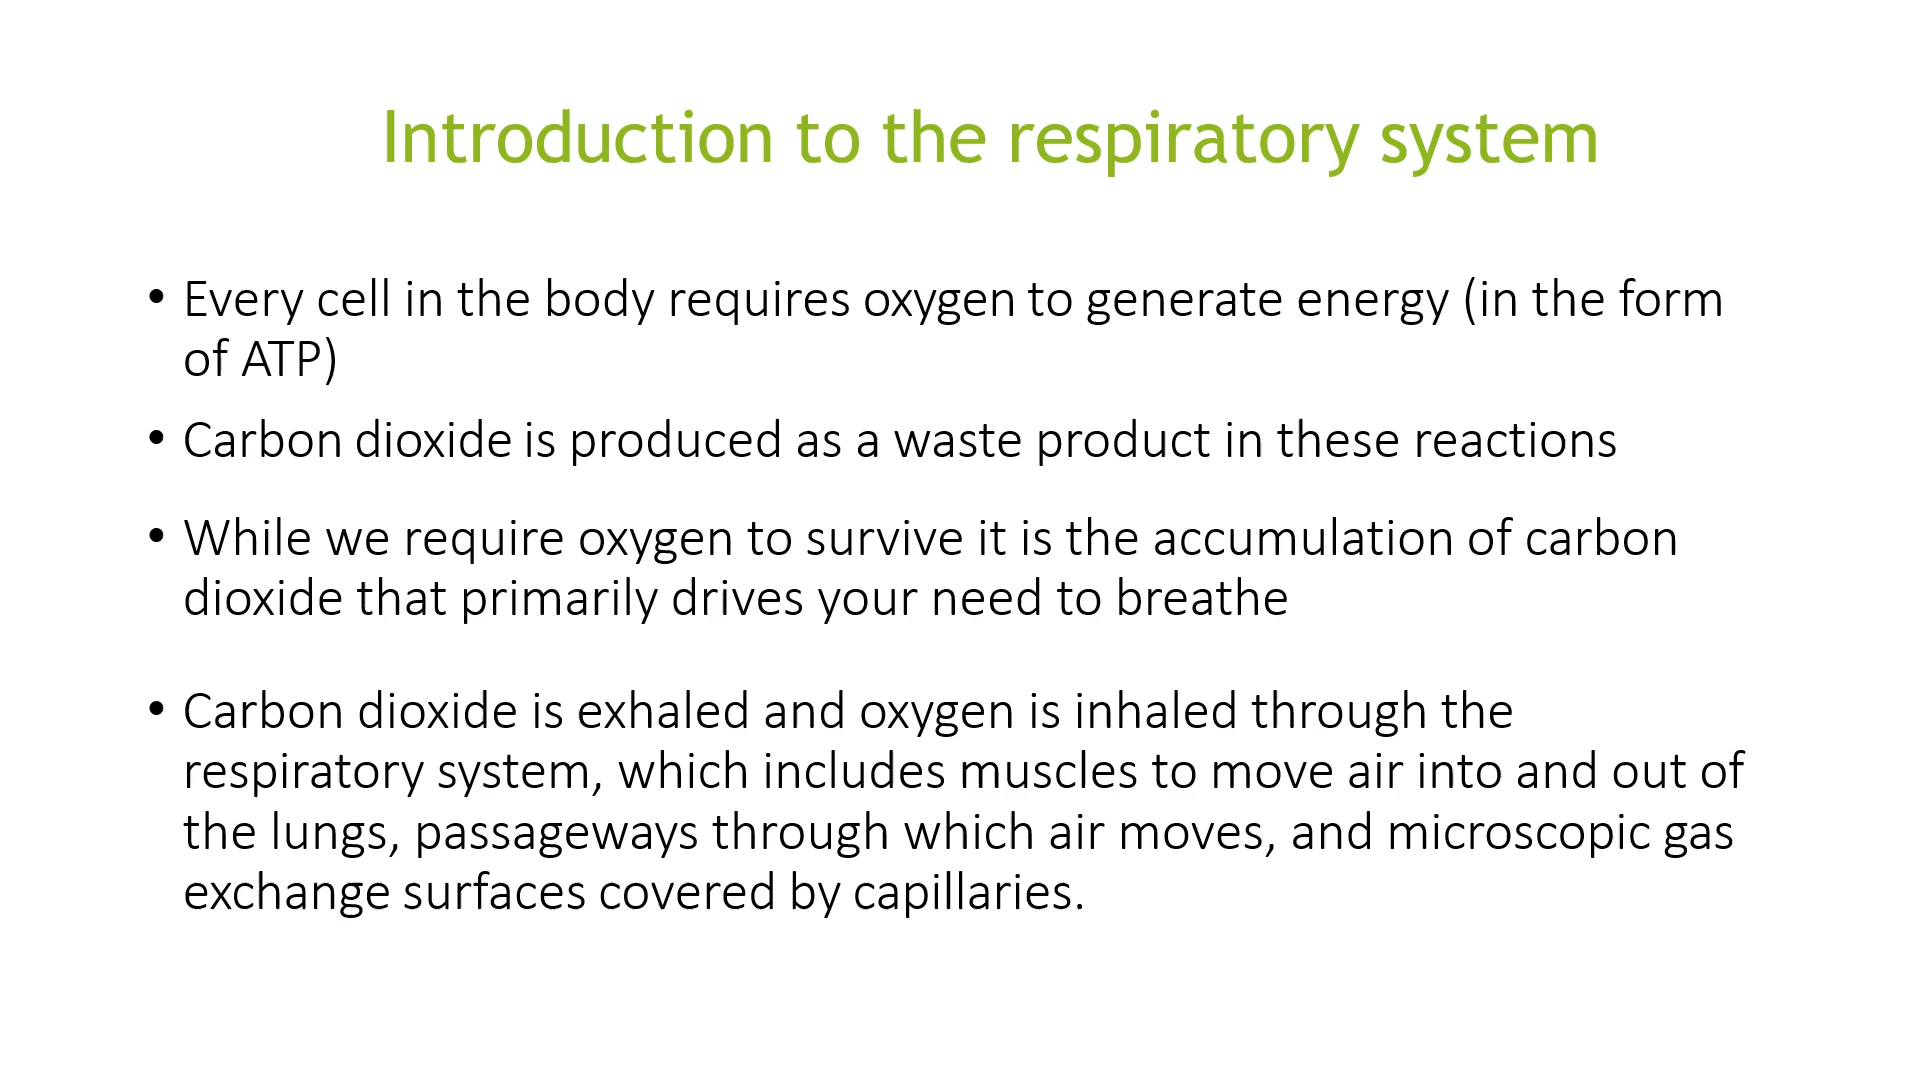 Introduction to the respiratory system
• Every cell in the body requires oxygen to generate energy (in the form
of ATP)
• Carbon dioxide is produced as a waste product in these reactions
• While we require oxygen to survive it is the accumulation of carbon
dioxide that primarily drives your need to breathe
• Carbon dioxide is exhaled and oxygen is inhaled through the
respiratory system, which includes muscles to move air into and out of
the lungs, passageways through which air moves, and microscopic gas
exchange surfaces covered by capillaries.